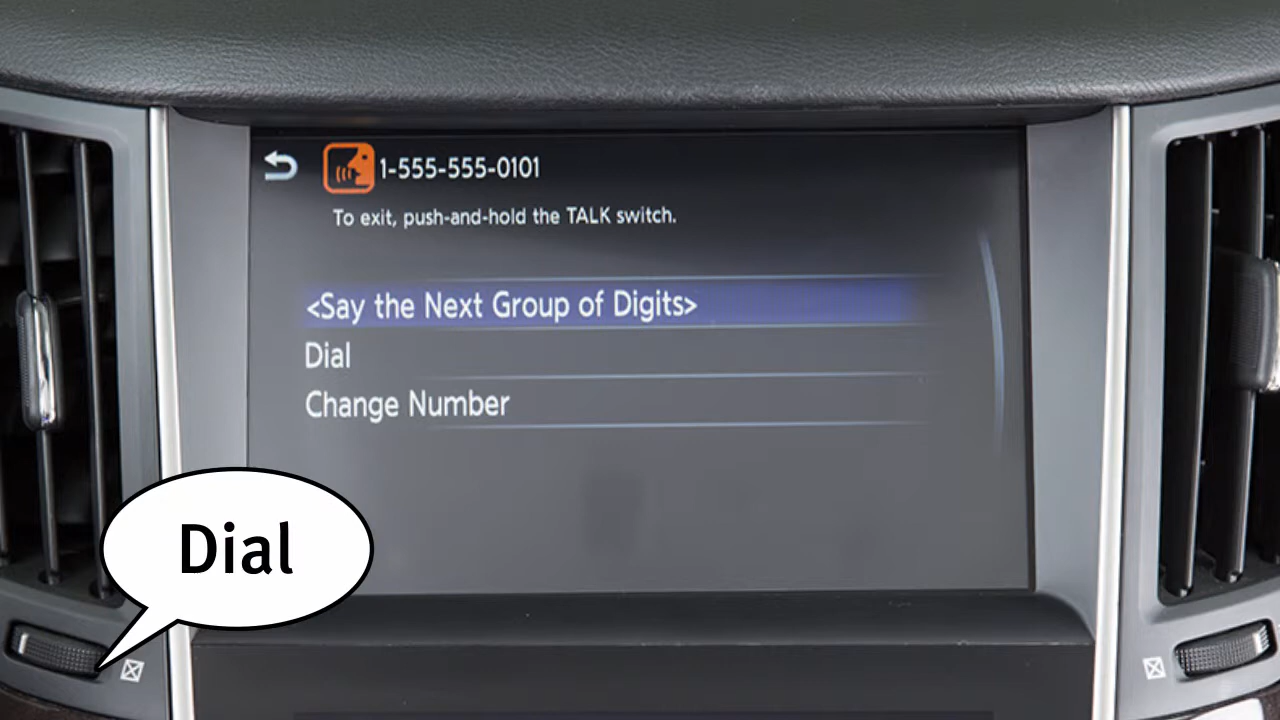 1-555-555-0101
To exit, push-and-hold the TALK switch.
<Say the Next Group of Digits>
Dial
Change Number
Dial